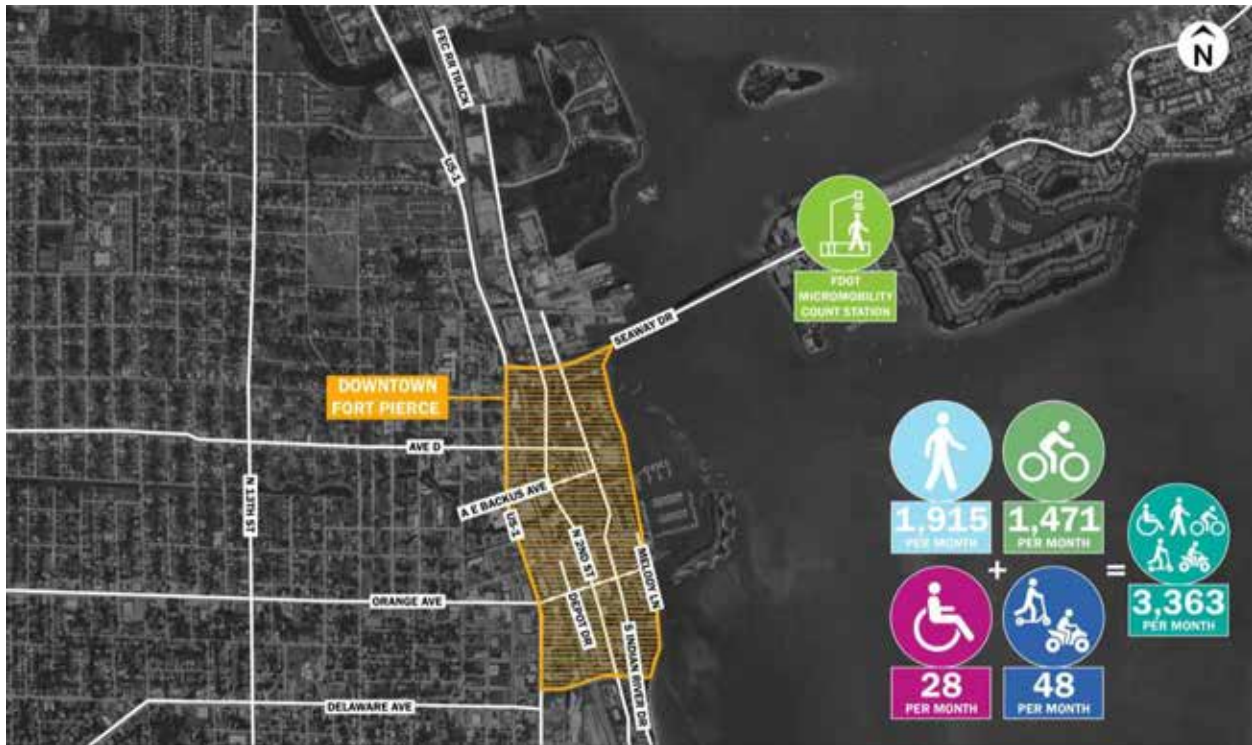 FEC RR TRACK
N
US-1
FDOT
MICROMOBILITY
COUNT STATION
SEAWAY DR
DOWNTOWN
FORT PIERCE
AVE D
N 13TH ST
A E BACKUS AVE
US-1
N 2ND ST
MELODY LN
ORANGE AVE
DEPOT DR
S INDIAN RIVER DR
DELAWARE AVE
1,915
PER MONTH
1,471
PER MONTH
+
=
3,363
PER MONTH
28
PER MONTH
48
PER MONTH